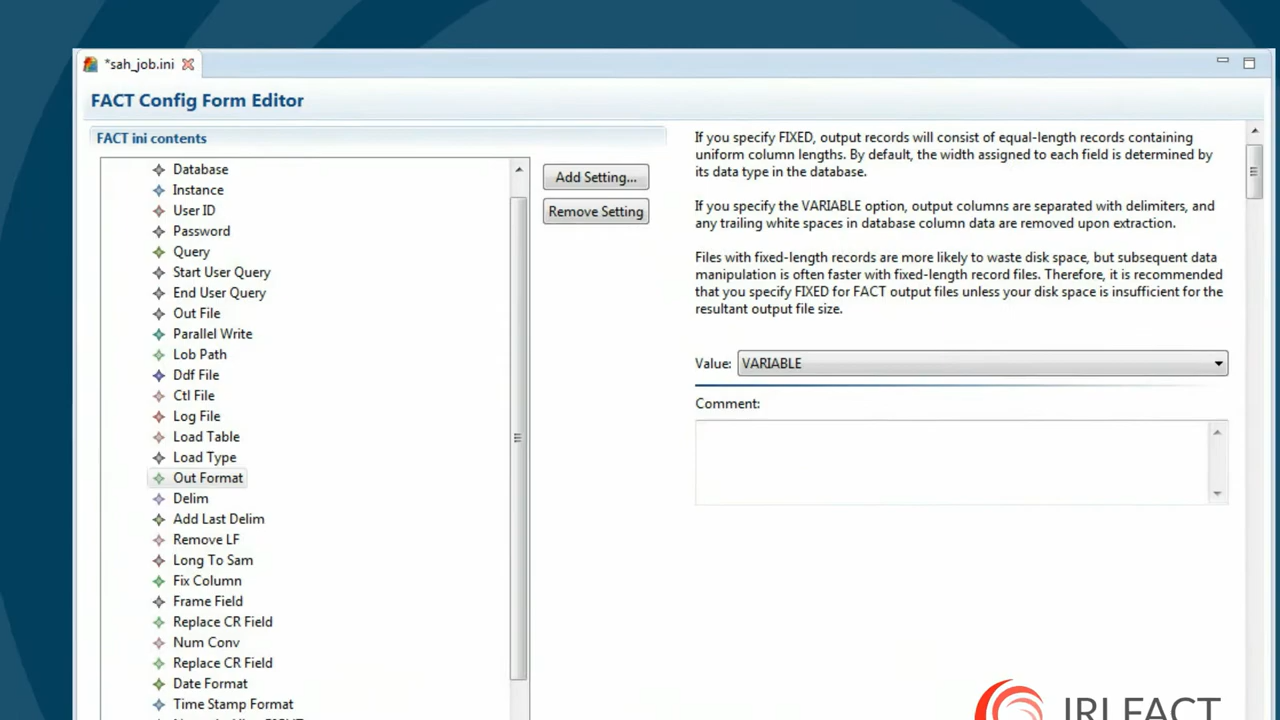 *sah_job.ini
FACT Config Form Editor
FACT ini contents
Database
Instance
User ID
Password
Query
Start User Query
End User Query
Out File
Parallel Write
Lob Path
Ddf File
Ctl File
Log File
Load Table
Load Type
Out Format
Delim
Add Last Delim
Remove LF
Long To Sam
Fix Column
Frame Field
Replace CR Field
Num Conv
Replace CR Field
Date Format
Time Stamp Format
Add Setting...
Remove Setting
If you specify FIXED, output records will consist of equal-length records containing
uniform column lengths. By default, the width assigned to each field is determined by
its data type in the database.
If you specify the VARIABLE option, output columns are separated with delimiters, and
any trailing white spaces in database column data are removed upon extraction.
Files with fixed-length records are more likely to waste disk space, but subsequent data
manipulation is often faster with fixed-length record files. Therefore, it is recommended
that you specify FIXED for FACT output files unless your disk space is insufficient for the
resultant output file size.
Value: VARIABLE
Comment:
IRI FACT